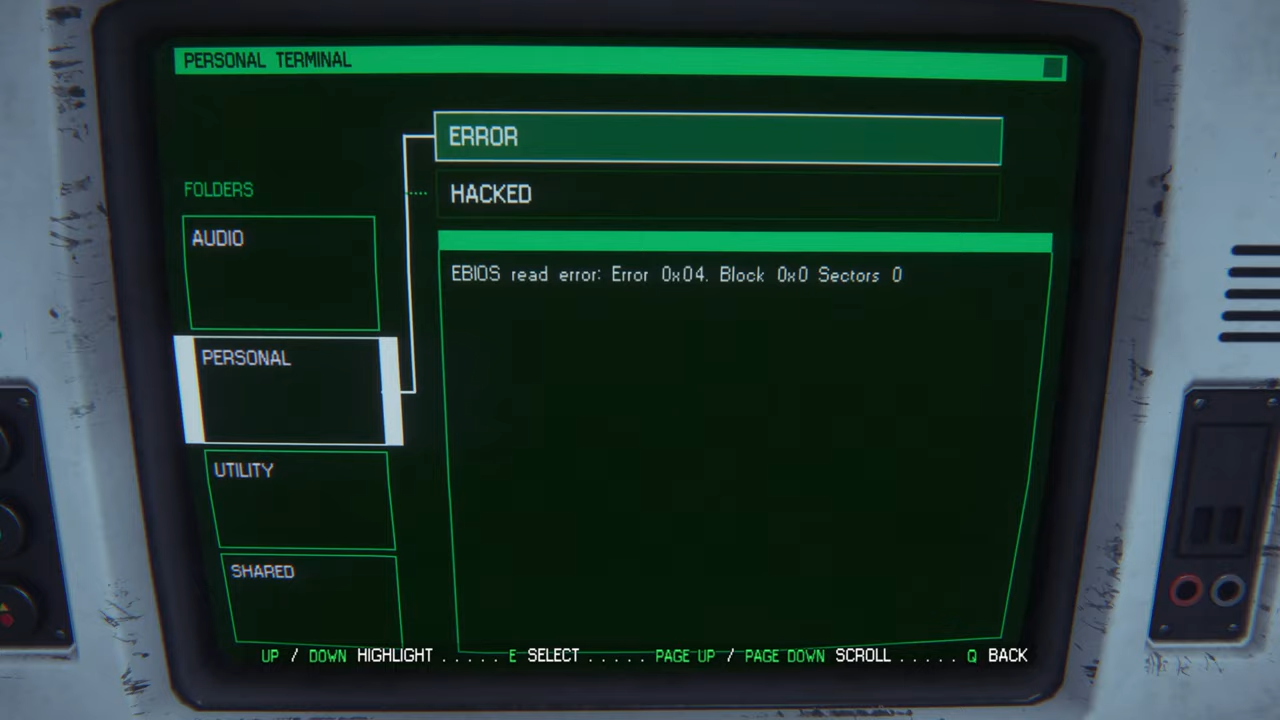 PERSONAL TERMINAL
ERROR
HACKED
FOLDERS
AUDIO
PERSONAL
UTILITY
SHARED
EBIOS read error: Error 0x04. Block 0x0 Sectors 0
UP / DOWN HIGHLIGHT ..... E SELECT ..... PAGE UP / PAGE DOWN SCROLL ..... Q BACK